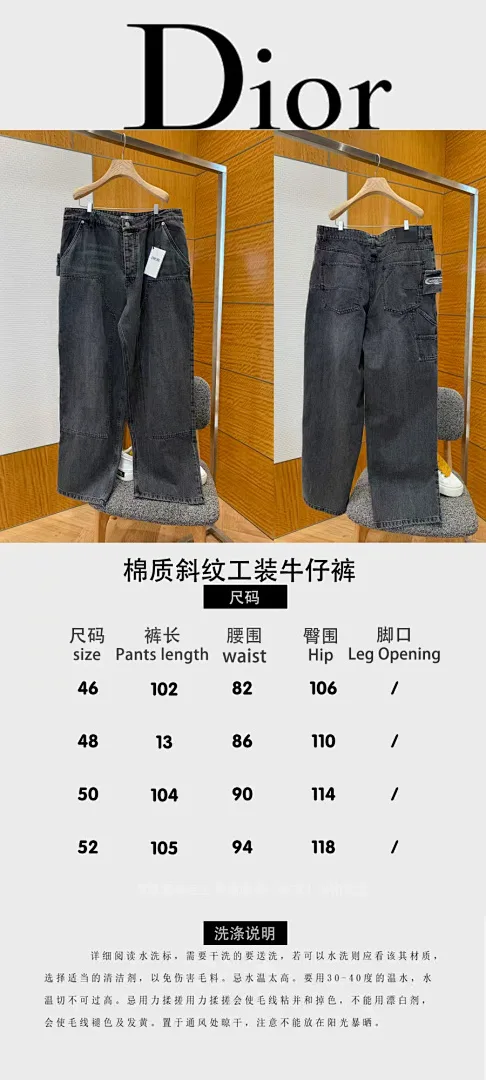 Dior
棉质斜纹工装牛仔裤
尺码
尺码 裤长 腰围 臀围 脚口
size Pants length waist Hip Leg Opening
46 102 82 106 /
48 13 86 110 /
50 104 90 114 /
52 105 94 118 /
洗涤说明
详细阅读水洗标，需要干洗的要送洗，若可以水洗则应看该其材质，
选择适当的清洁剂，以免伤害毛料。忌水温太高。要用30-40度的温水，水
温切不可过高。忌用力揉搓用力揉搓会使毛线粘并和掉色，不能用漂白剂，
会使毛线褪色及发黄。置于通风处晾干，注意不能放在阳光暴晒。